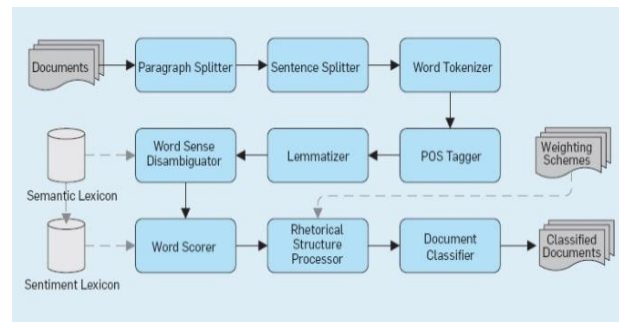 Documents
Paragraph Splitter
Sentence Splitter
Word Tokenizer
Word Sense
Disambiguator
Lemmatizer
POS Tagger
Weighting
Schemes
Semantic Lexicon
Word Scorer
Rhetorical
Structure
Processor
Document
Classifier
Classified
Documents
Sentiment Lexicon